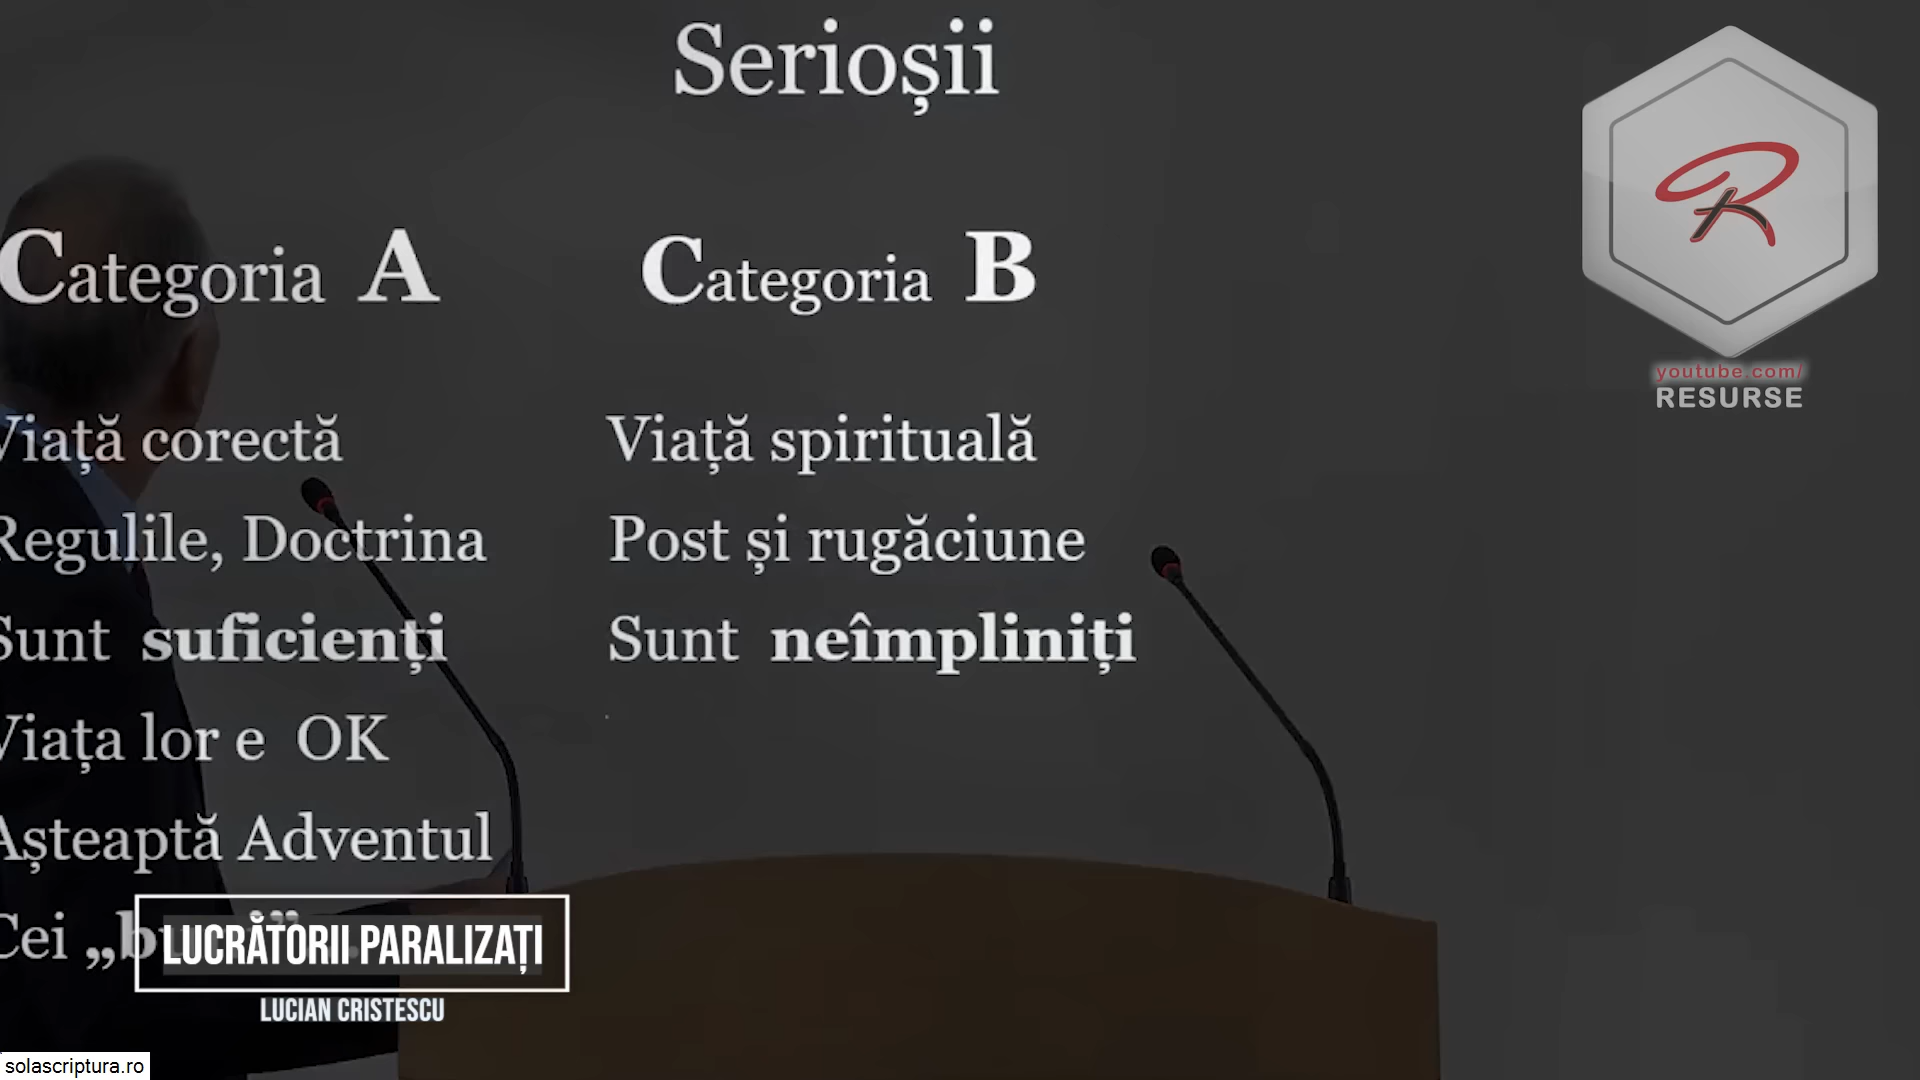 Serioșii
Categoria A
Categoria B
Viață corectă
Viață spirituală
Regulile, Doctrina
Post și rugăciune
Sunt suficienți
Sunt neîmpliniți
Viața lor e OK
Așteaptă Adventul
Cei
LUCRĂTORII PARALIZAȚI
LUCIAN CRISTESCU
R
youtube.com/
RESURSE
solascriptura.ro